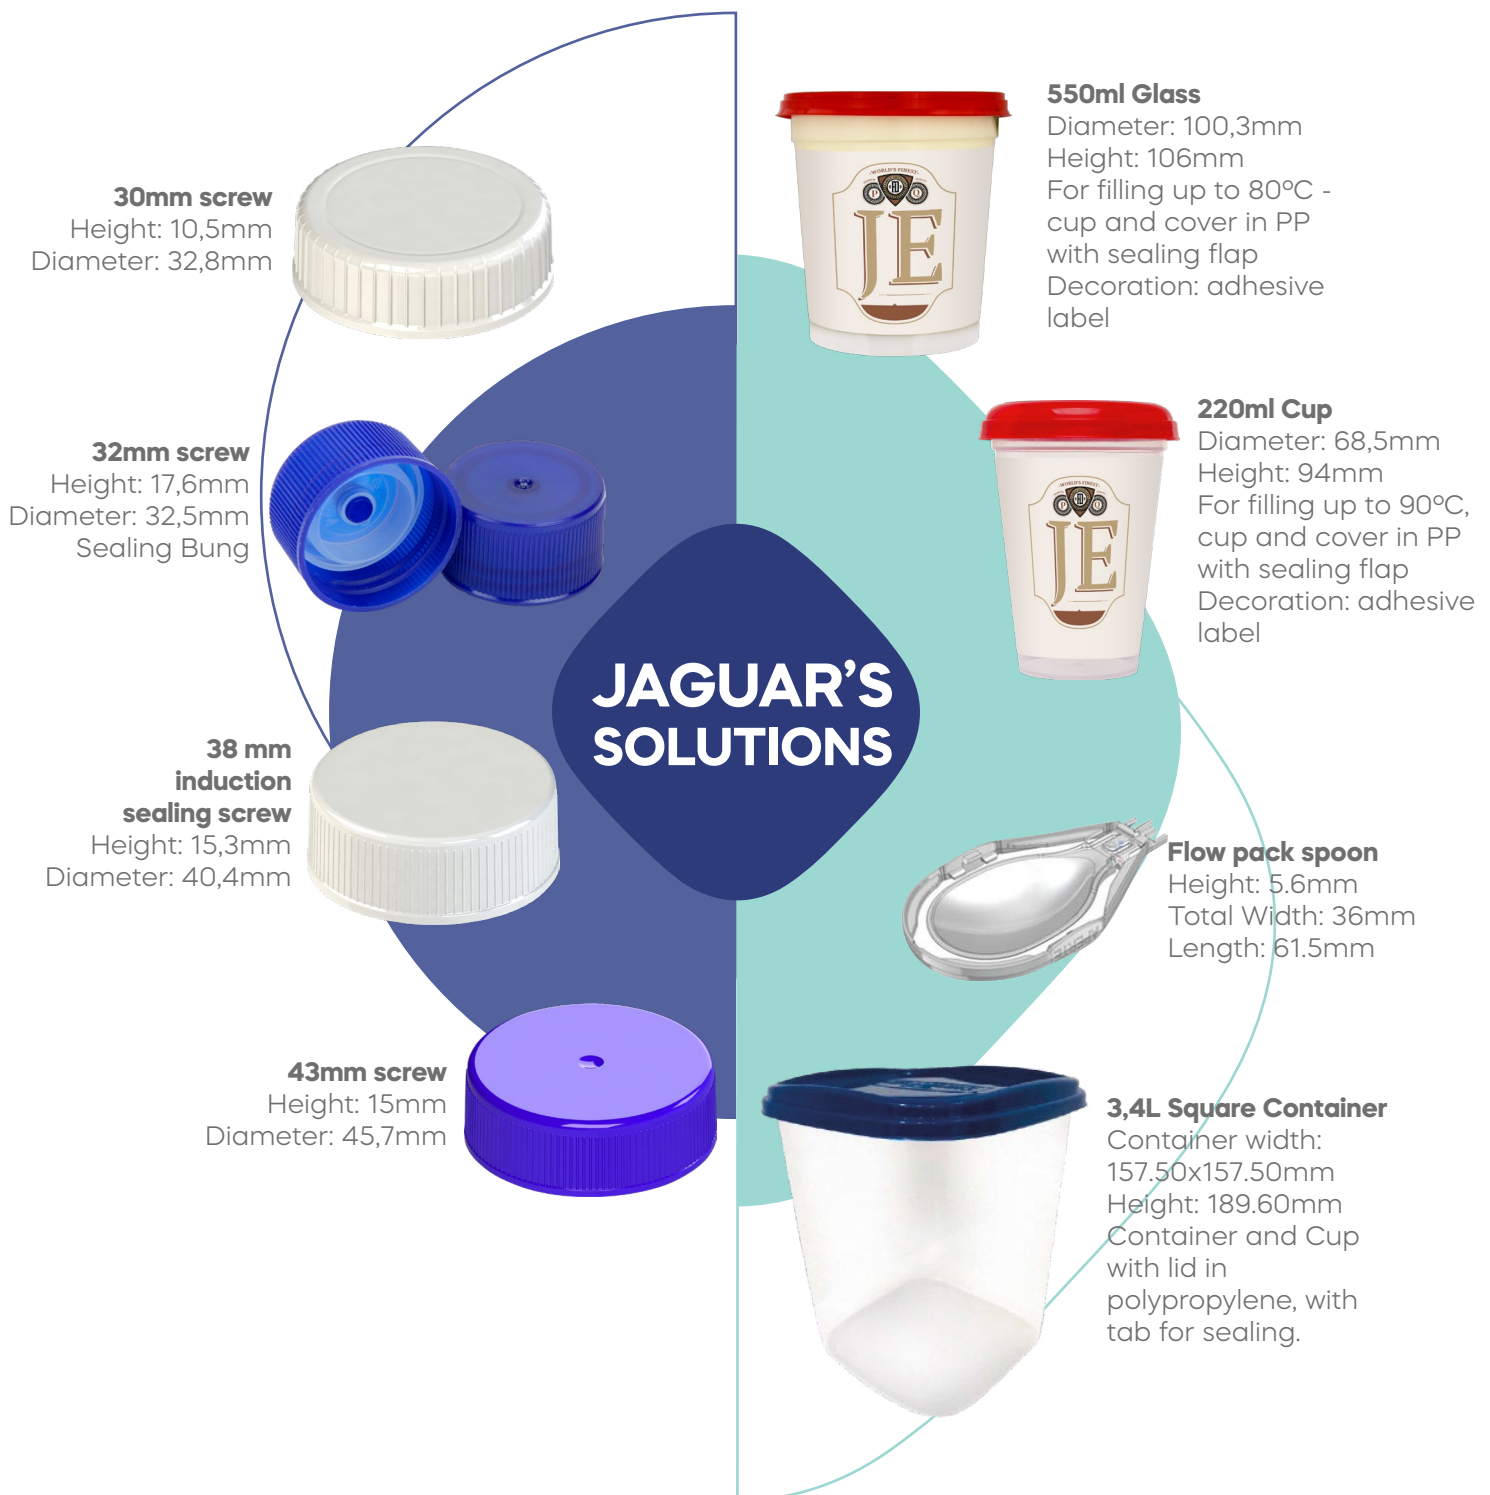 30mm screw
Height: 10,5mm
Diameter: 32,8mm
32mm screw
Height: 17,6mm
Diameter: 32,5mm
Sealing Bung
38 mm
induction
sealing screw
Height: 15,3mm
Diameter: 40,4mm
43mm screw
Height: 15mm
Diameter: 45,7mm
JAGUAR’S
SOLUTIONS
550ml Glass
Diameter: 100,3mm
Height: 106mm
For filling up to 80ºC -
cup and cover in PP
with sealing flap
Decoration: adhesive
label
·WORLD'S FINEST·
P Q
JE
220ml Cup
Diameter: 68,5mm
Height: 94mm
For filling up to 90ºC,
cup and cover in PP
with sealing flap
Decoration: adhesive
label
·WORLD'S FINEST·
P Q
JE
Flow pack spoon
Height: 5.6mm
Total Width: 36mm
Length: 61.5mm
3,4L Square Container
Container width:
157.50x157.50mm
Height: 189.60mm
Container and Cup
with lid in
polypropylene, with
tab for sealing.